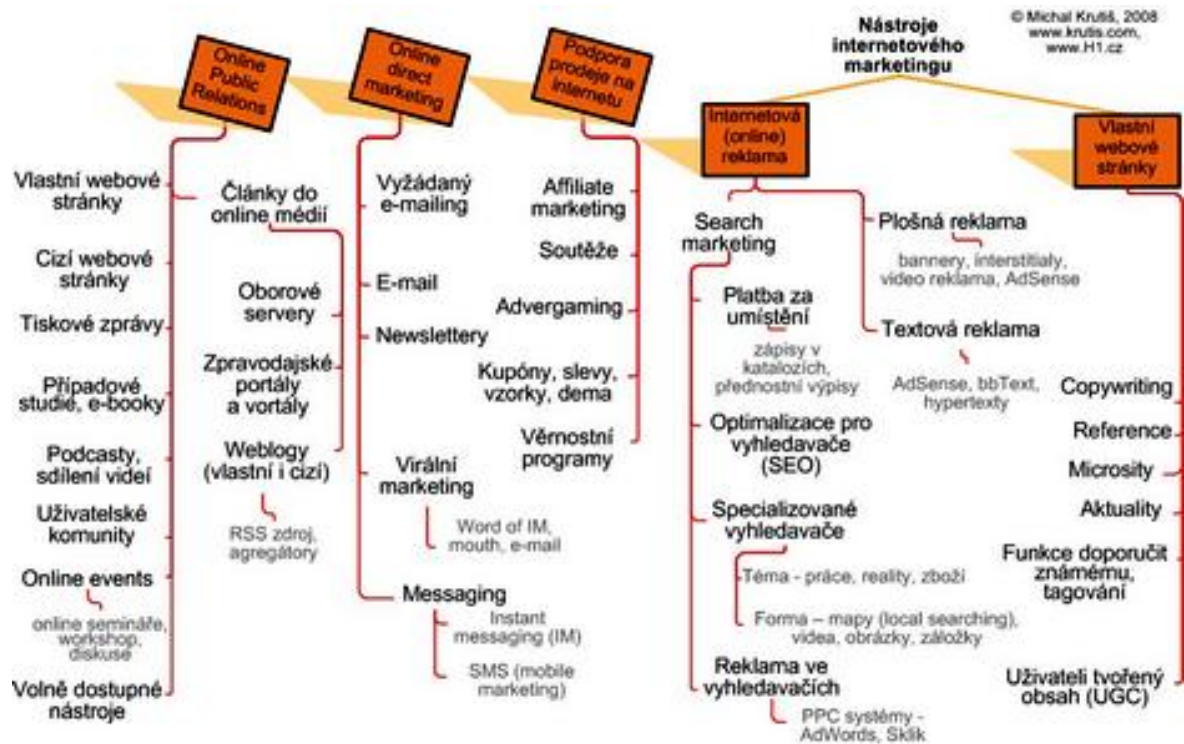 Nástroje
internetového
marketingu
© Michal Krutiš, 2008
www.krutis.com,
www.H1.cz
Online
Public
Relations
Vlastní webové
stránky
Články do
online médií
Oborové
servery
Zpravodajské
portály
a vortály
Weblogy
(vlastní i cizí)
RSS zdroj,
agregátory
Cizí webové
stránky
Tiskové zprávy
Případové
studie, e-booky
Podcasty,
sdílení videí
Uživatelské
komunity
Online events
online semináře,
workshop,
diskuse
Volně dostupné
nástroje
Online
direct
marketing
Vyžádaný
e-mailing
E-mail
Newslettery
Virální
marketing
Word of IM,
mouth, e-mail
Messaging
Instant
messaging (IM)
SMS (mobile
marketing)
Podpora
prodeje na
internetu
Affiliate
marketing
Soutěže
Advergaming
Kupóny, slevy,
vzorky, dema
Věrnostní
programy
Internetová
(online)
reklama
Search
marketing
Platba za
umístění
zápisy v
katalozích,
přednostní výpisy
Optimalizace pro
vyhledavače
(SEO)
Specializované
vyhledavače
Téma - práce, reality, zboží
Forma – mapy (local searching),
videa, obrázky, záložky
Reklama ve
vyhledavačích
PPC systémy -
AdWords, Sklik
Plošná reklama
bannery, interstitialy,
video reklama, AdSense
Textová reklama
AdSense, bbText,
hypertexty
Vlastní
webové
stránky
Copywriting
Reference
Microsity
Aktuality
Funkce doporučit
známému,
tagování
Uživateli tvořený
obsah (UGC)